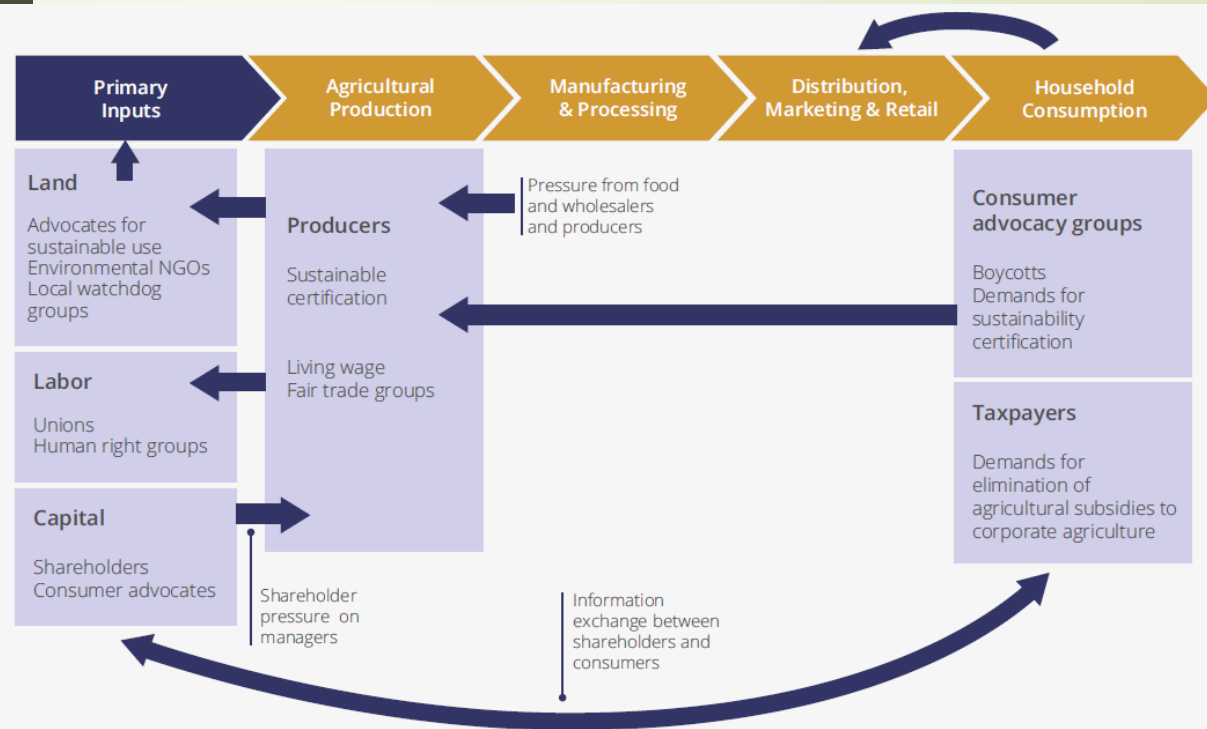 Primary
Inputs
Agricultural
Production
Manufacturing
& Processing
Distribution,
Marketing & Retail
Household
Consumption
Land
Advocates for
sustainable use
Environmental NGOs
Local watchdog
groups
Labor
Unions
Human right groups
Capital
Shareholders
Consumer advocates
Producers
Sustainable
certification
Living wage
Fair trade groups
Shareholder
pressure on
managers
Pressure from food
and wholesalers
and producers
Information
exchange between
shareholders and
consumers
Consumer
advocacy groups
Boycotts
Demands for
sustainability
certification
Taxpayers
Demands for
elimination of
agricultural subsidies to
corporate agriculture